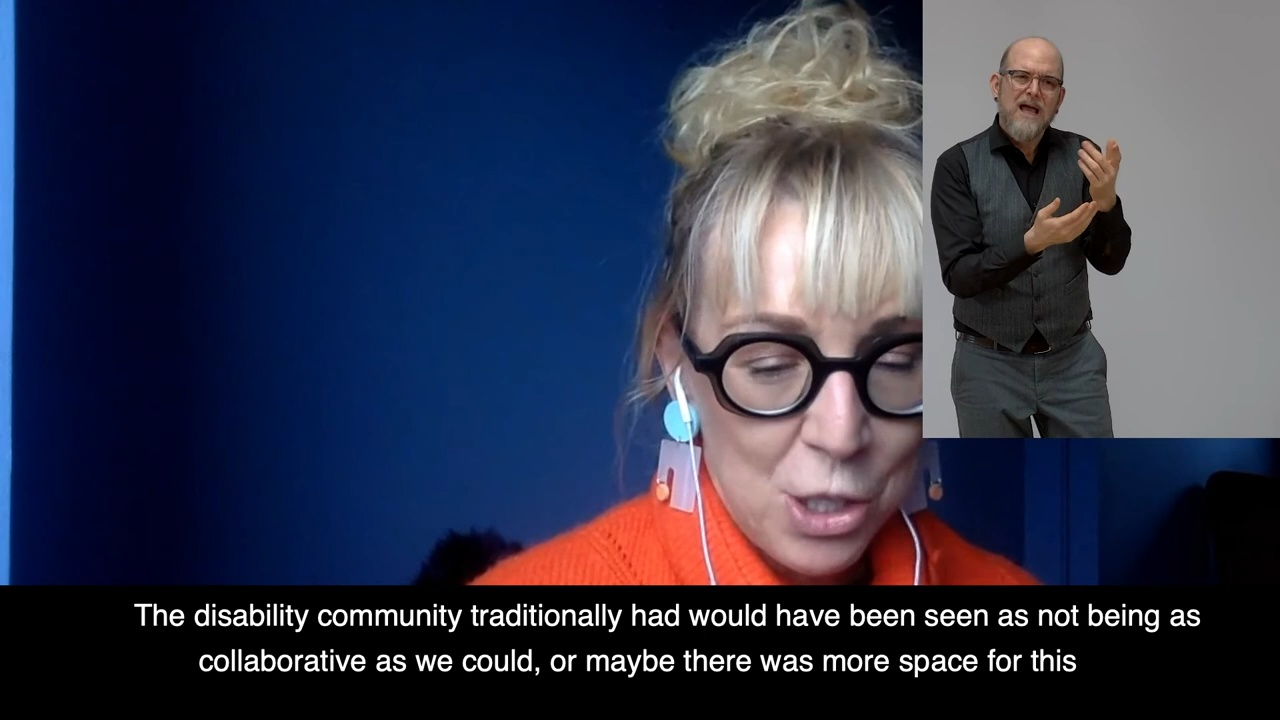 The disability community traditionally had would have been seen as not being as
collaborative as we could, or maybe there was more space for this